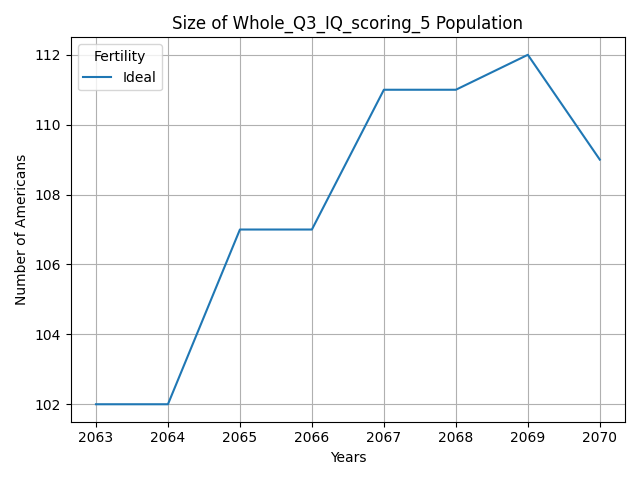 Size of Whole_Q3_IQ_scoring_5 Population
Fertility
Ideal
112
110
108
106
104
102
Number of Americans
2063 2064 2065 2066 2067 2068 2069 2070
Years